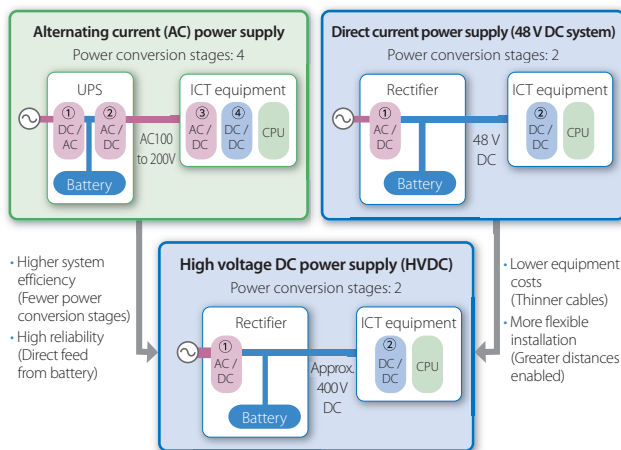 Alternating current (AC) power supply
Power conversion stages: 4
UPS
ICT equipment
①
DC /
AC
②
AC /
DC
Battery
AC100
to 200V
③
AC /
DC
④
DC /
DC
CPU
Direct current power supply (48 V DC system)
Power conversion stages: 2
Rectifier
ICT equipment
①
AC /
DC
Battery
48 V
DC
②
DC /
DC
CPU
• Higher system
efficiency
(Fewer power
conversion stages)
• High reliability
(Direct feed
from battery)
High voltage DC power supply (HVDC)
Power conversion stages: 2
Rectifier
ICT equipment
①
AC /
DC
Battery
Approx.
400 V
DC
②
DC /
DC
CPU
• Lower equipment
costs
(Thinner cables)
• More flexible
installation
(Greater distances
enabled)